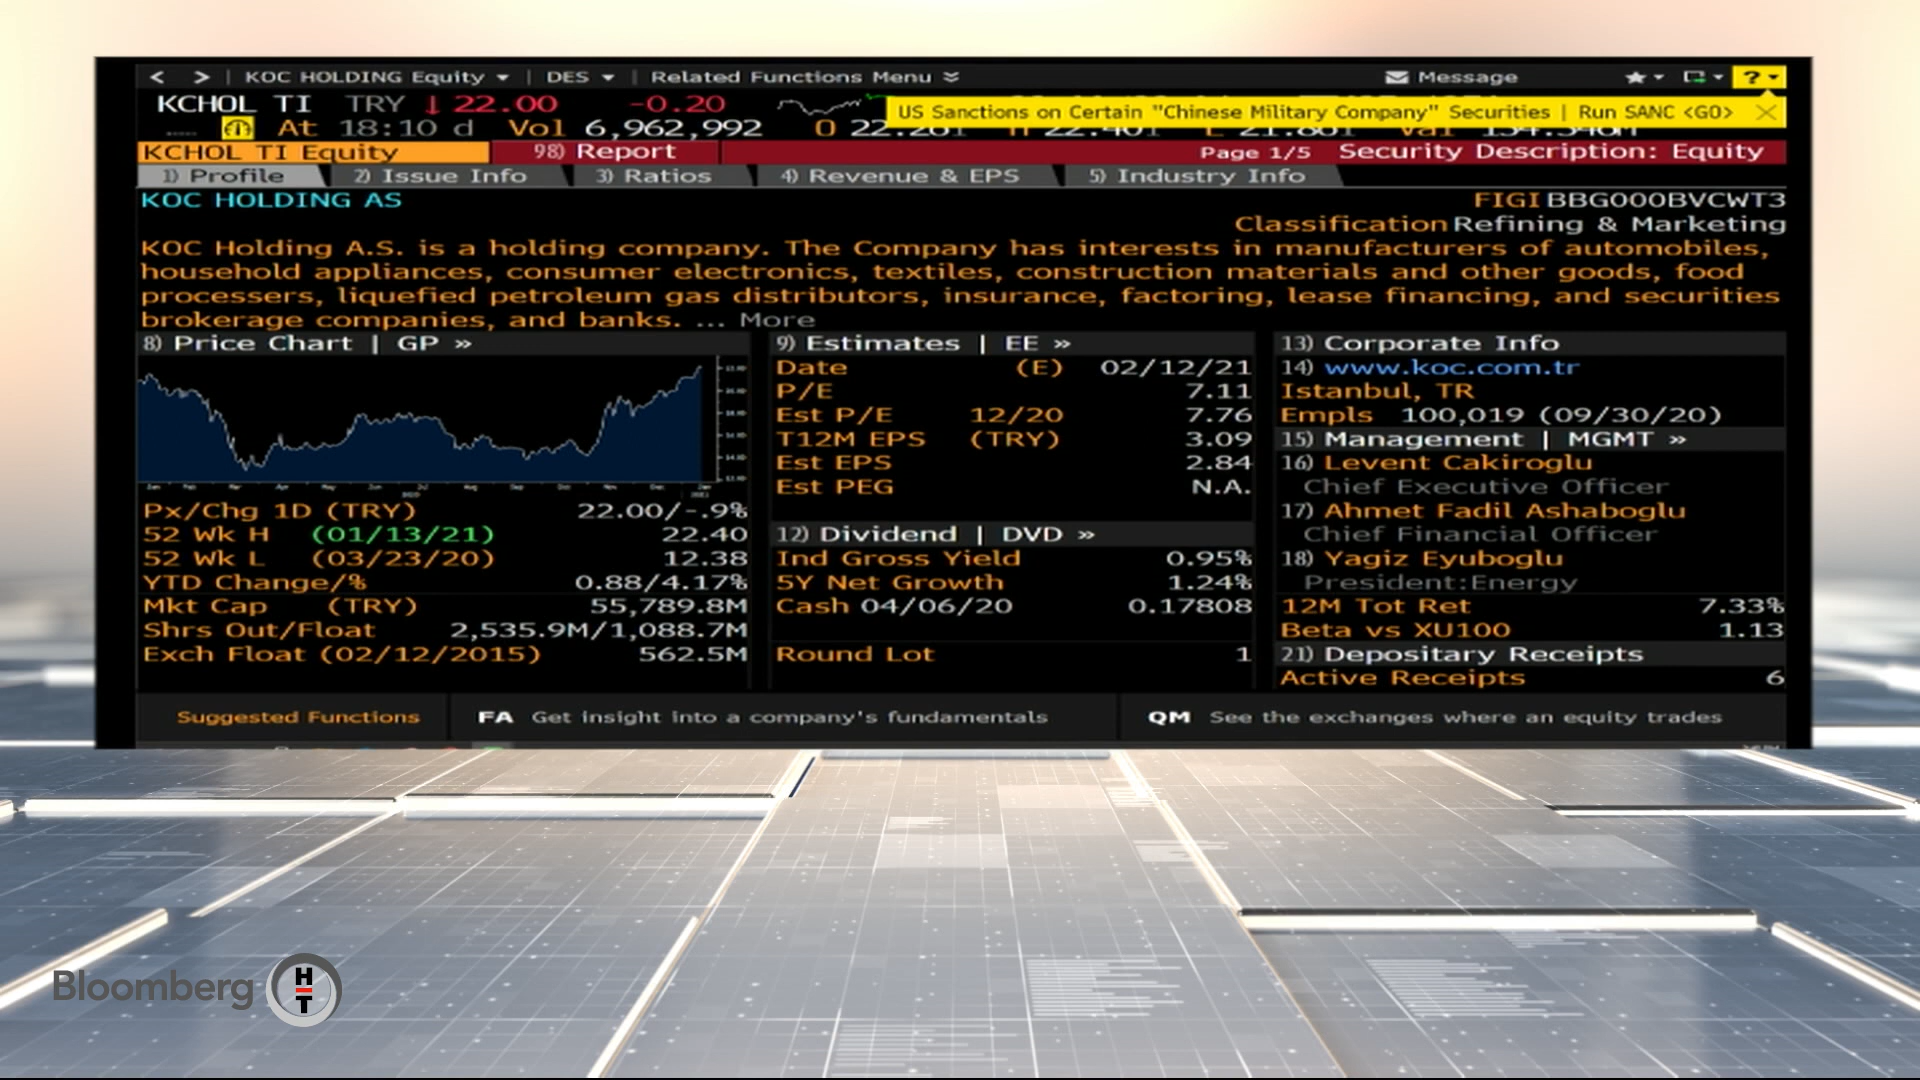 < > KOC HOLDING Equity DES Related Functions Menu Message ?
KCHOL TI TRY ↓ 22.00 -0.20
US Sanctions on Certain "Chinese Military Company" Securities | Run SANC <GO>
At 18:10 d Vol 6,962,992 O
KCHOL TI Equity 98) Report Page 1/5 Security Description: Equity
1) Profile 2) Issue Info 3) Ratios 4) Revenue & EPS 5) Industry Info
KOC HOLDING AS FIGI BBG000BVCWT3
Classification Refining & Marketing
KOC Holding A.S. is a holding company. The Company has interests in manufacturers of automobiles,
household appliances, consumer electronics, textiles, construction materials and other goods, food
processers, liquefied petroleum gas distributors, insurance, factoring, lease financing, and securities
brokerage companies, and banks. ... More
8) Price Chart | GP »
Px/Chg 1D (TRY) 22.00/-.9%
52 Wk H (01/13/21) 22.40
52 Wk L (03/23/20) 12.38
YTD Change/% 0.88/4.17%
Mkt Cap (TRY) 55,789.8M
Shrs Out/Float 2,535.9M/1,088.7M
Exch Float (02/12/2015) 562.5M
9) Estimates | EE »
Date (E) 02/12/21
P/E 7.11
Est P/E 12/20 7.76
T12M EPS (TRY) 3.09
Est EPS 2.84
Est PEG N.A.
12) Dividend | DVD »
Ind Gross Yield 0.95%
5Y Net Growth 1.24%
Cash 04/06/20 0.17808
Round Lot 1
13) Corporate Info
14) www.koc.com.tr
Istanbul, TR
Empls 100,019 (09/30/20)
15) Management | MGMT »
16) Levent Cakiroglu
Chief Executive Officer
17) Ahmet Fadil Ashaboglu
Chief Financial Officer
18) Yagiz Eyuboglu
President:Energy
12M Tot Ret 7.33%
Beta vs XU100 1.13
21) Depositary Receipts
Active Receipts 6
Suggested Functions FA Get insight into a company's fundamentals QM See the exchanges where an equity trades
Bloomberg HT